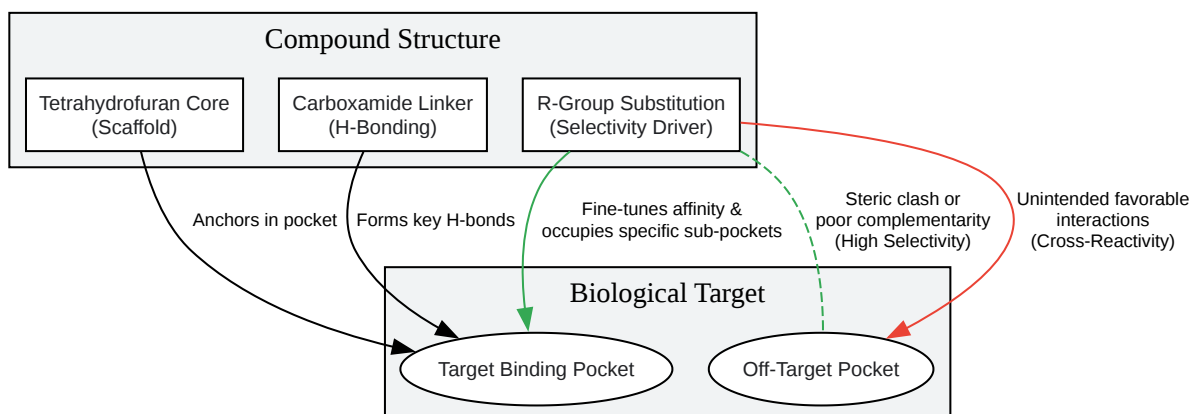 Compound Structure
Tetrahydrofuran Core
(Scaffold)
Carboxamide Linker
(H-Bonding)
R-Group Substitution
(Selectivity Driver)
Anchors in pocket
Forms key H-bonds
Fine-tunes affinity &
occupies specific sub-pockets
Steric clash or
poor complementarity
(High Selectivity)
Unintended favorable
interactions
(Cross-Reactivity)
Biological Target
Target Binding Pocket
Off-Target Pocket